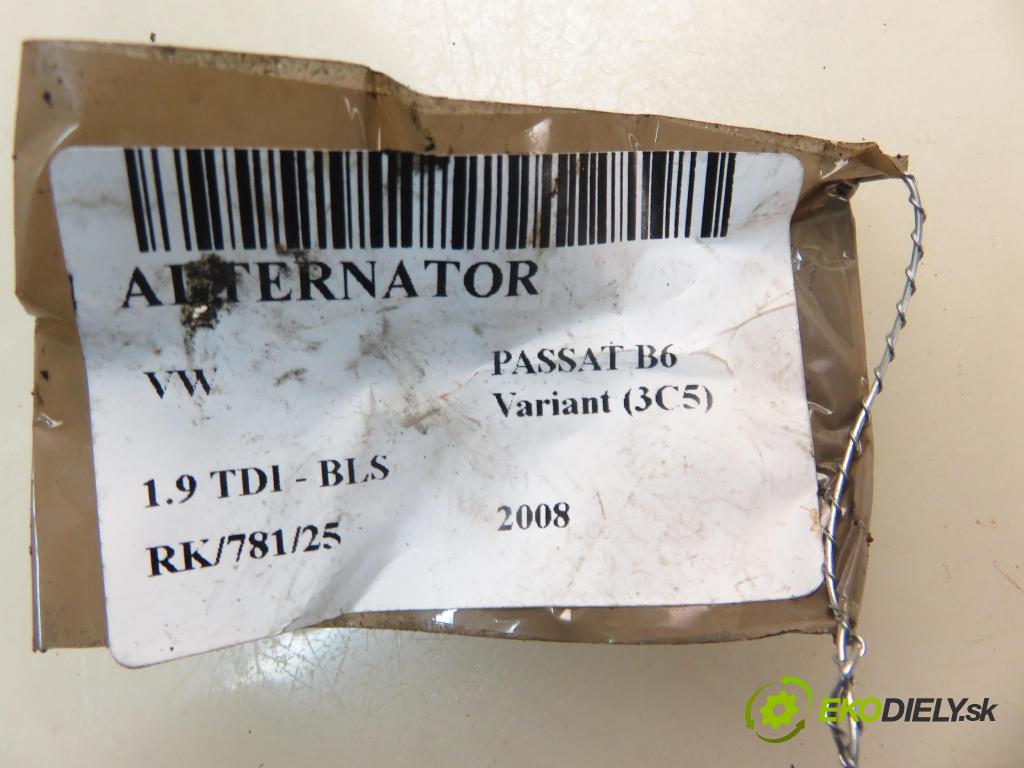 ALTERNATOR
VW
PASSAT B6
Variant (3C5)
1.9 TDI - BLS
RK/781/25
2008
EKODIELY.sk